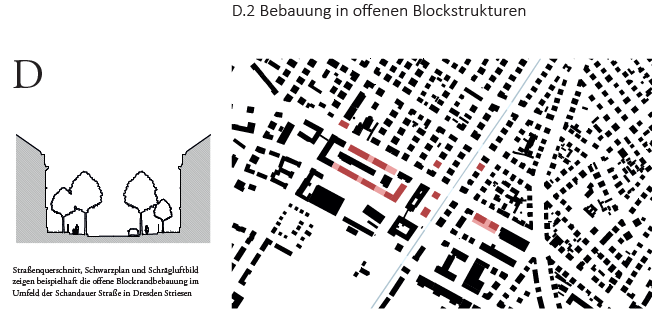 D.2 Bebauung in offenen Blockstrukturen
D
Straßenquerschnitt, Schwarzplan und Schrägluftbild
zeigen beispielhaft die offene Blockrandbebauung im
Umfeld der Schandauer Straße in Dresden Striesen